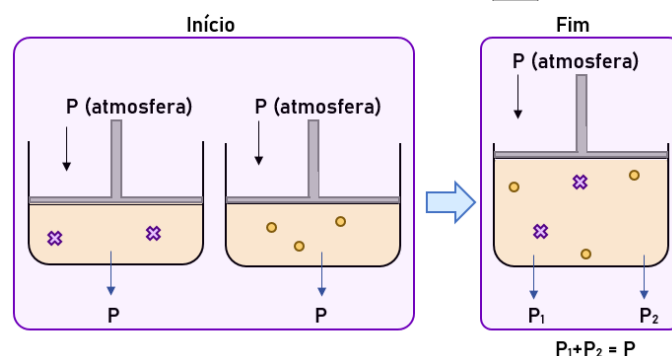 Início
P (atmosfera)
P (atmosfera)
P
P
Fim
P (atmosfera)
P₁
P₂
P₁+P₂ = P